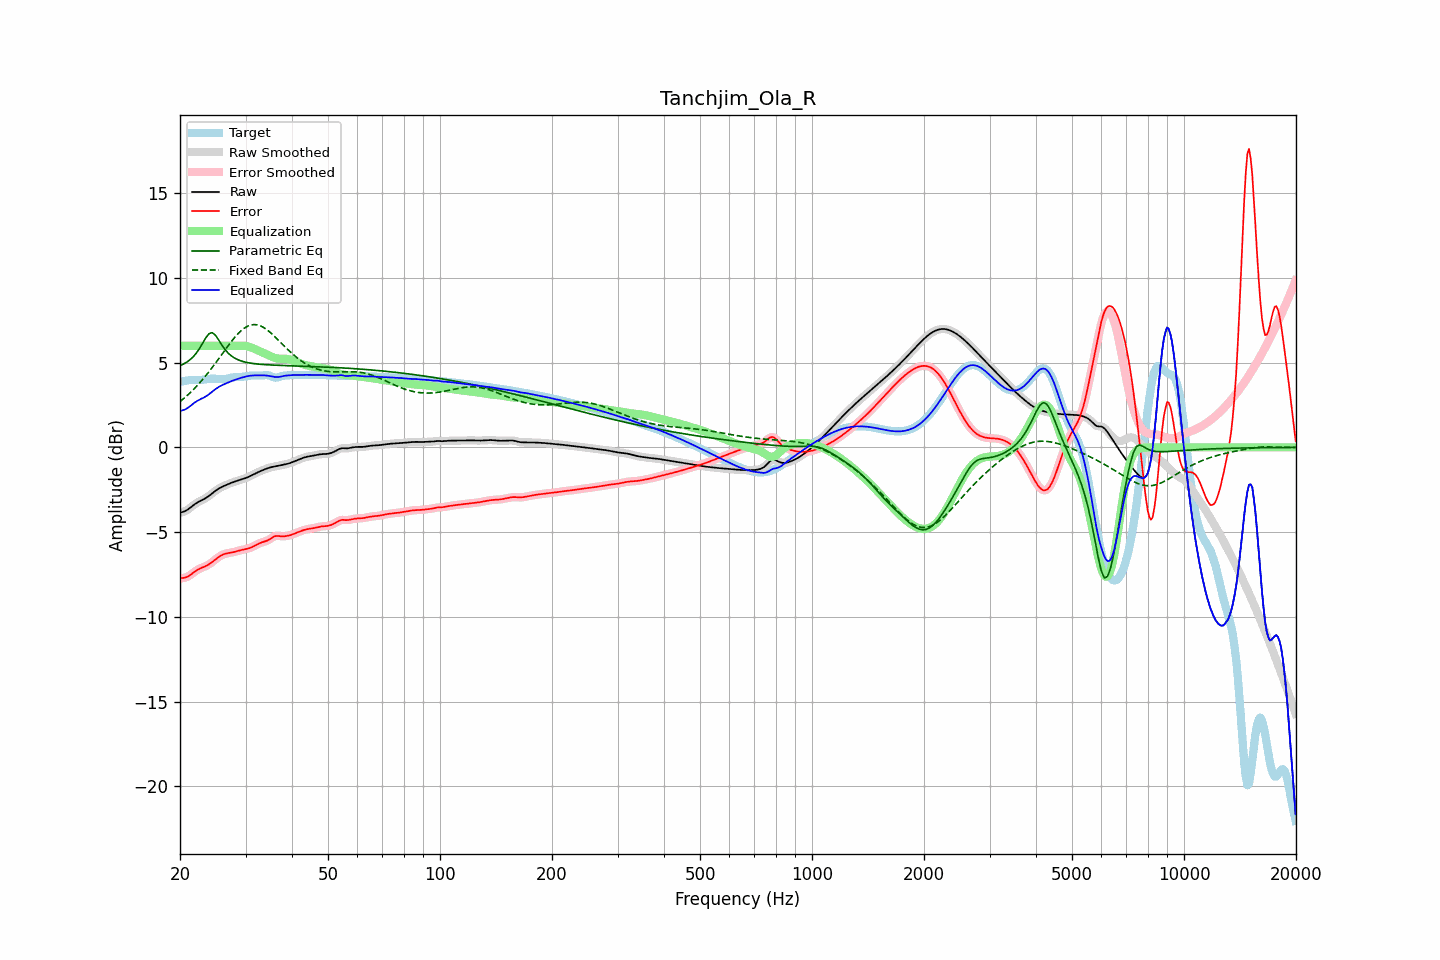 Tanchjim_Ola_R
Target
Raw Smoothed
Error Smoothed
Raw
Error
Equalization
Parametric Eq
Fixed Band Eq
Equalized
Amplitude (dBr)
15
10
5
0
−5
−10
−15
−20
20 50 100 200 500 1000 2000 5000 10000 20000
Frequency (Hz)